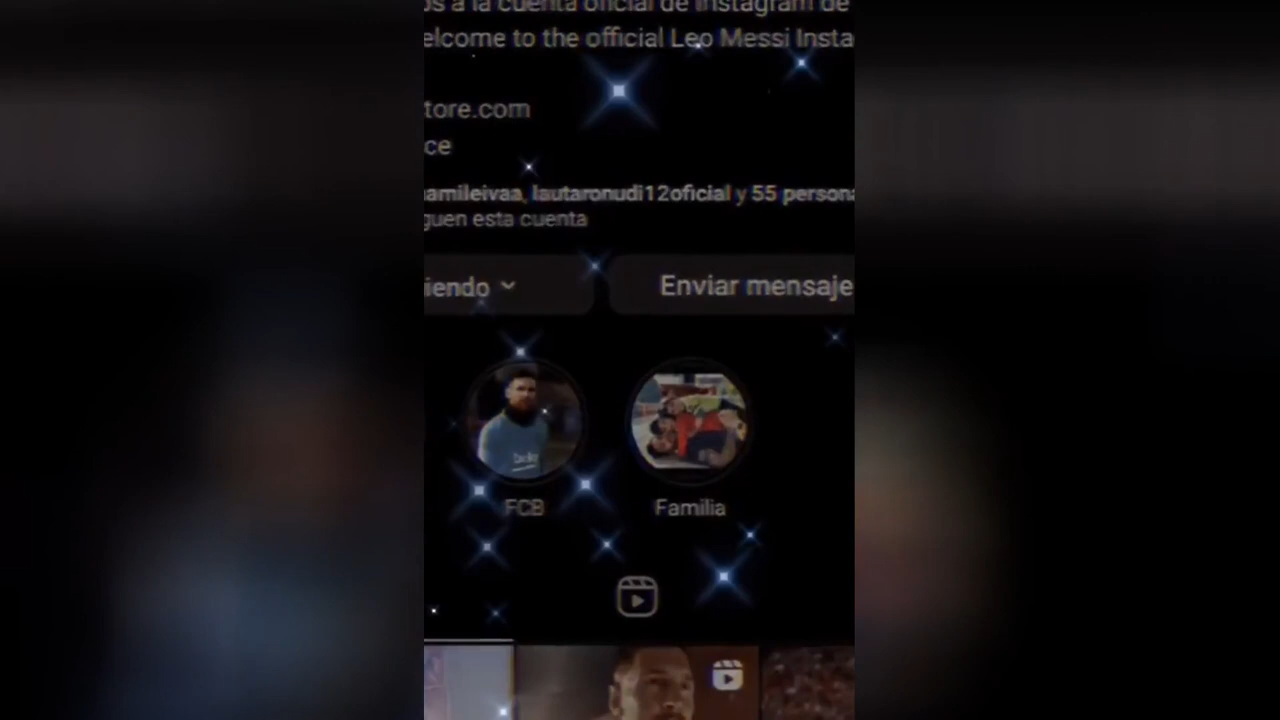 os a la cuenta oficial de Instagram de
elcome to the official Leo Messi Insta
tore.com
ce
amileivaa, lautaronudi12oficial y 55 persona
guen esta cuenta
iendo
Enviar mensaje
beko
FCB
Familia